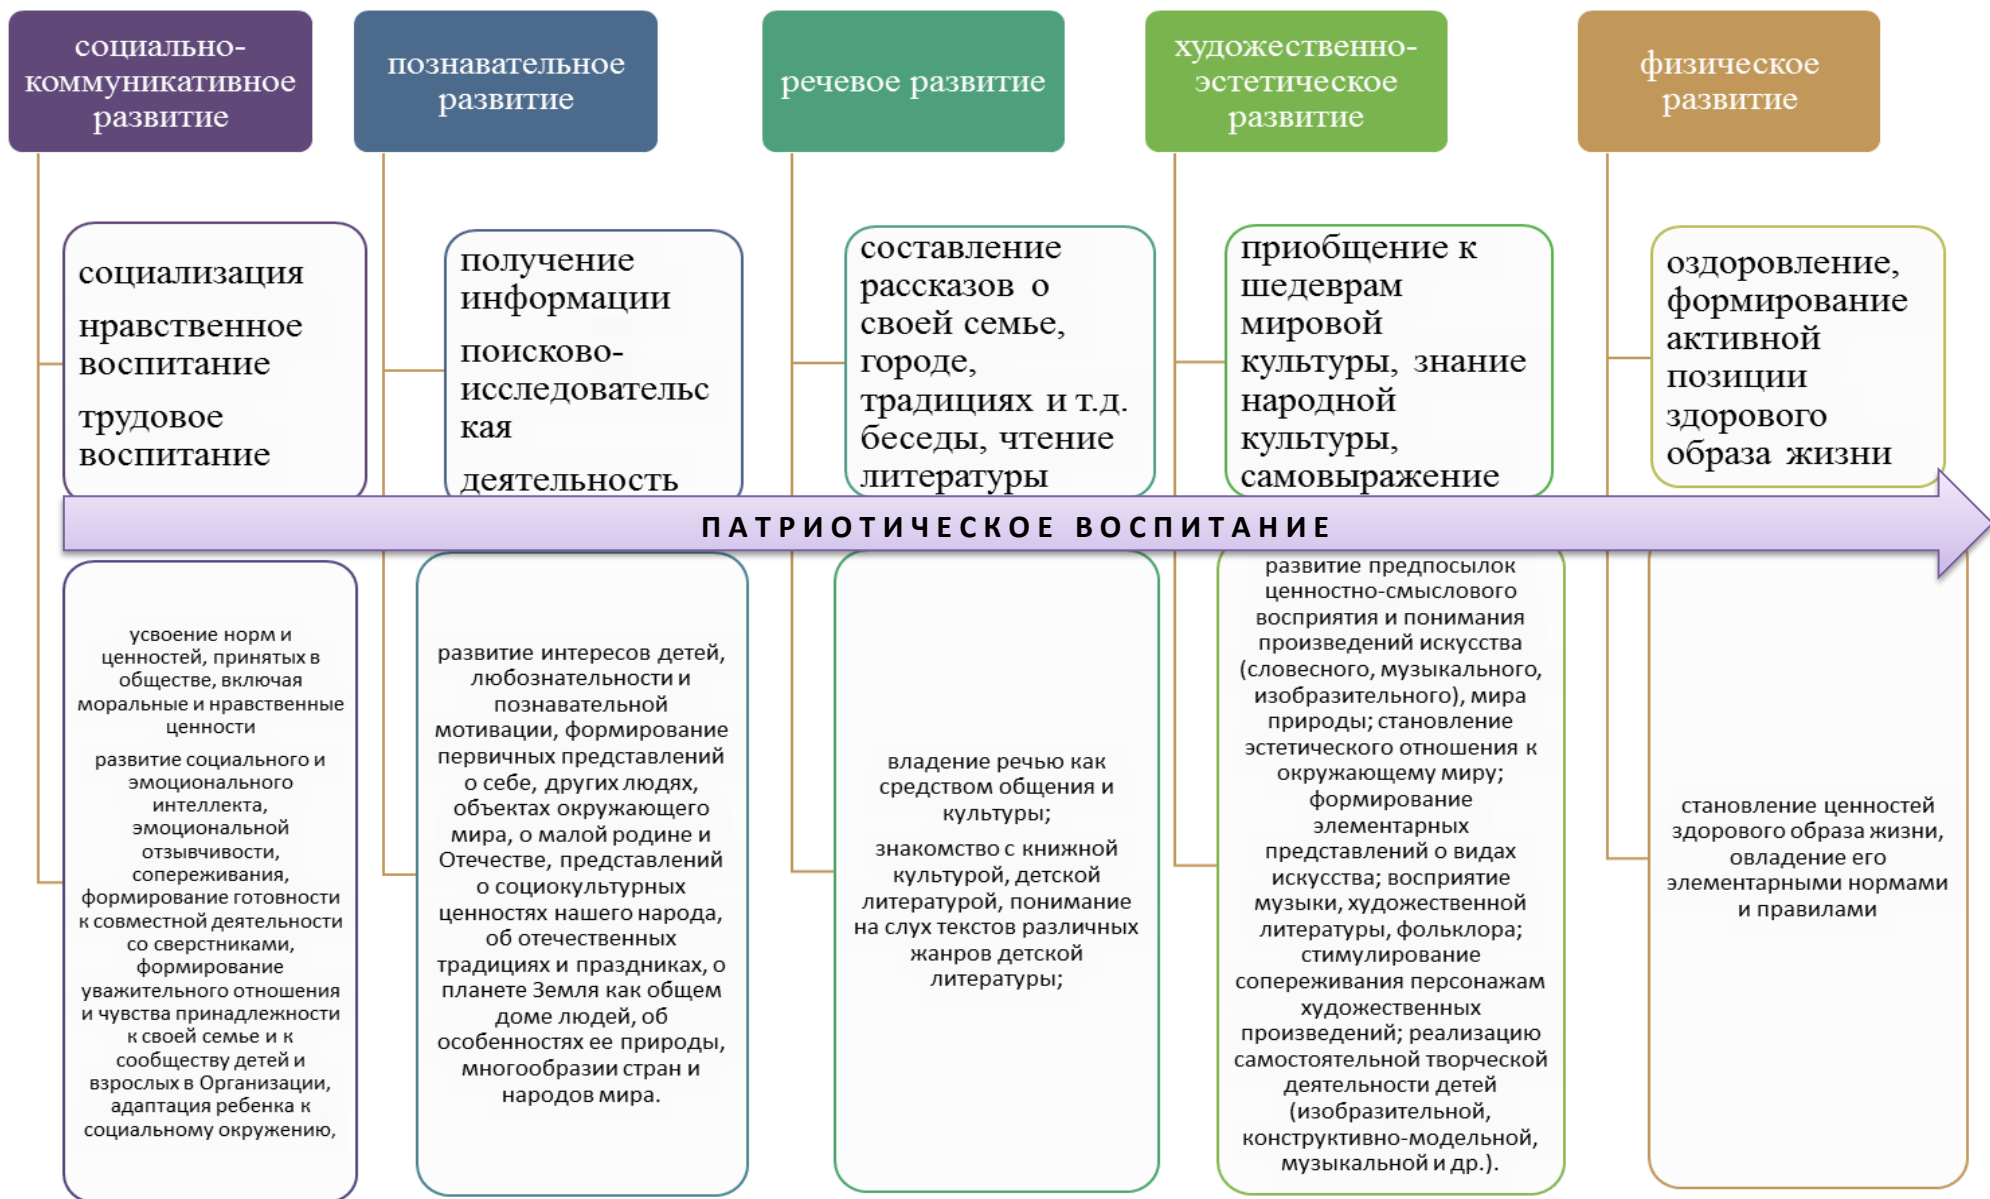 социально-
коммуникативное
развитие
познавательное
развитие
речевое развитие
художественно-
эстетическое
развитие
физическое
развитие
социализация
нравственное
воспитание
трудовое
воспитание
получение
информации
поисково-
исследовательс
кая
деятельность
составление
рассказов о
своей семье,
городе,
традициях и т.д.
беседы, чтение
литературы
приобщение к
шедеврам
мировой
культуры, знание
народной
культуры,
самовыражение
оздоровление,
формирование
активной
позиции
здорового
образа жизни
ПАТРИОТИЧЕСКОЕ ВОСПИТАНИЕ
усвоение норм и
ценностей, принятых в
обществе, включая
моральные и нравственные
ценности
развитие социального и
эмоционального
интеллекта,
эмоциональной
отзывчивости,
сопереживания,
формирование готовности
к совместной деятельности
со сверстниками,
формирование
уважительного отношения
и чувства принадлежности
к своей семье и к
сообществу детей и
взрослых в Организации,
адаптация ребенка к
социальному окружению,
развитие интересов детей,
любознательности и
познавательной
мотивации, формирование
первичных представлений
о себе, других людях,
объектах окружающего
мира, о малой родине и
Отечестве, представлений
о социокультурных
ценностях нашего народа,
об отечественных
традициях и праздниках, о
планете Земля как общем
доме людей, об
особенностях ее природы,
многообразии стран и
народов мира.
владение речью как
средством общения и
культуры;
знакомство с книжной
культурой, детской
литературой, понимание
на слух текстов различных
жанров детской
литературы;
развитие предпосылок
ценностно-смыслового
восприятия и понимания
произведений искусства
(словесного, музыкального,
изобразительного), мира
природы; становление
эстетического отношения к
окружающему миру;
формирование
элементарных
представлений о видах
искусства; восприятие
музыки, художественной
литературы, фольклора;
стимулирование
сопереживания персонажам
художественных
произведений; реализацию
самостоятельной творческой
деятельности детей
(изобразительной,
конструктивно-модельной,
музыкальной и др.).
становление ценностей
здорового образа жизни,
овладение его
элементарными нормами
и правилами